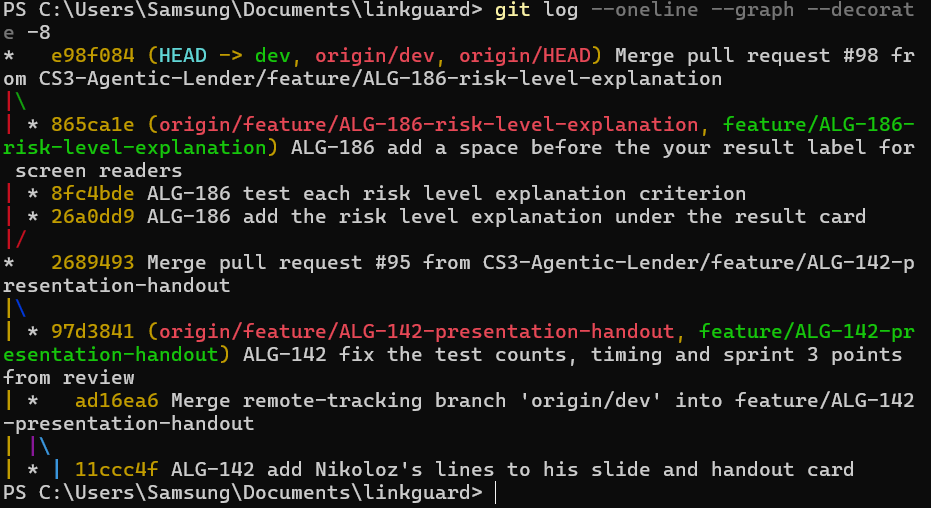 PS C:\Users\Samsung\Documents\linkguard> git log --oneline --graph --decorat
e -8
*   e98f084 (HEAD -> dev, origin/dev, origin/HEAD) Merge pull request #98 fr
om CS3-Agentic-Lender/feature/ALG-186-risk-level-explanation
|\
| * 865ca1e (origin/feature/ALG-186-risk-level-explanation, feature/ALG-186-
risk-level-explanation) ALG-186 add a space before the your result label for
 screen readers
| * 8fc4bde ALG-186 test each risk level explanation criterion
| * 26a0dd9 ALG-186 add the risk level explanation under the result card
|/
*   2689493 Merge pull request #95 from CS3-Agentic-Lender/feature/ALG-142-p
resentation-handout
|\
| * 97d3841 (origin/feature/ALG-142-presentation-handout, feature/ALG-142-pr
esentation-handout) ALG-142 fix the test counts, timing and sprint 3 points
from review
| *   ad16ea6 Merge remote-tracking branch 'origin/dev' into feature/ALG-142
-presentation-handout
| |\
| * | 11ccc4f ALG-142 add Nikoloz's lines to his slide and handout card
PS C:\Users\Samsung\Documents\linkguard>